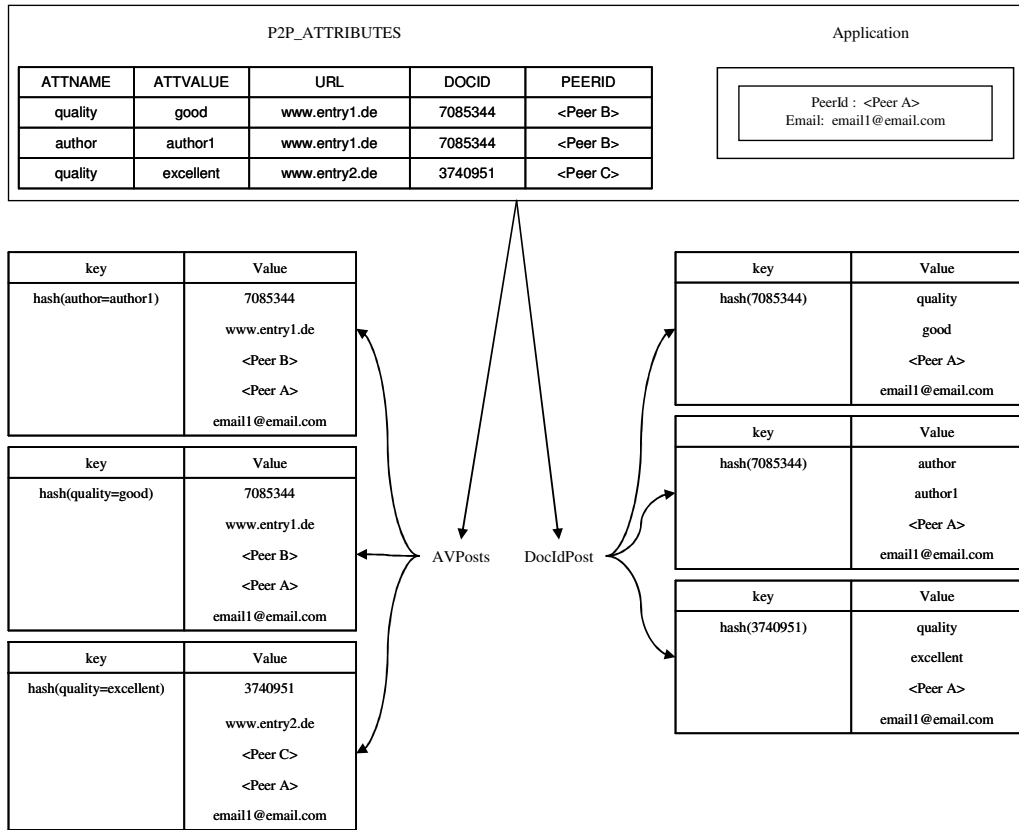 P2P_ATTRIBUTES
Application
ATTNAME ATTVALUE URL DOCID PEERID
quality good www.entry1.de 7085344 <Peer B>
author author1 www.entry1.de 7085344 <Peer B>
quality excellent www.entry2.de 3740951 <Peer C>
PeerId : <Peer A>
Email: email1@email.com
key Value
hash(author=author1) 7085344
www.entry1.de
<Peer B>
<Peer A>
email1@email.com
key Value
hash(quality=good) 7085344
www.entry1.de
<Peer B>
<Peer A>
email1@email.com
key Value
hash(quality=excellent) 3740951
www.entry2.de
<Peer C>
<Peer A>
email1@email.com
AVPosts
DocIdPost
key Value
hash(7085344) quality
good
<Peer A>
email1@email.com
key Value
hash(7085344) author
author1
<Peer A>
email1@email.com
key Value
hash(3740951) quality
excellent
<Peer A>
email1@email.com